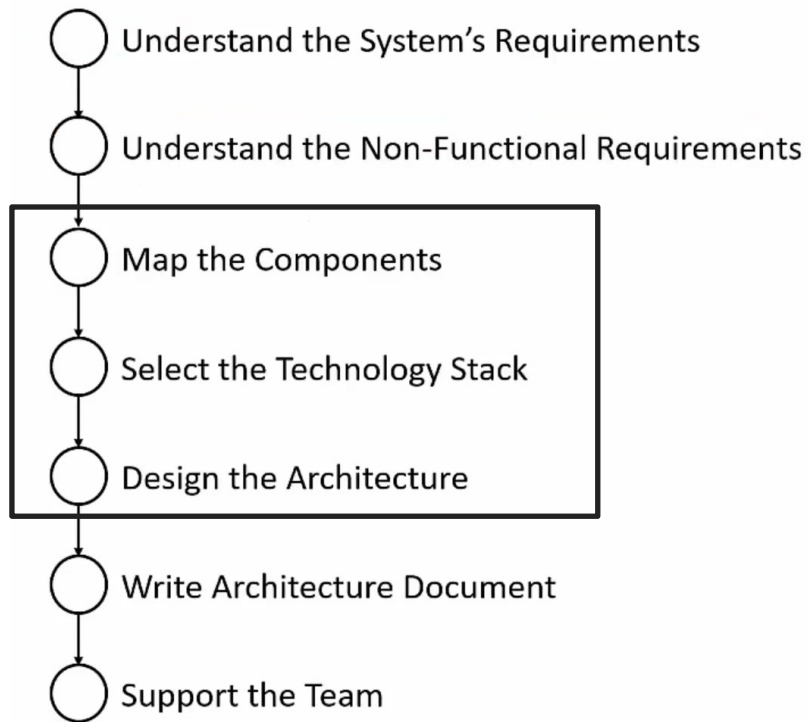 Understand the System’s Requirements
Understand the Non-Functional Requirements
Map the Components
Select the Technology Stack
Design the Architecture
Write Architecture Document
Support the Team